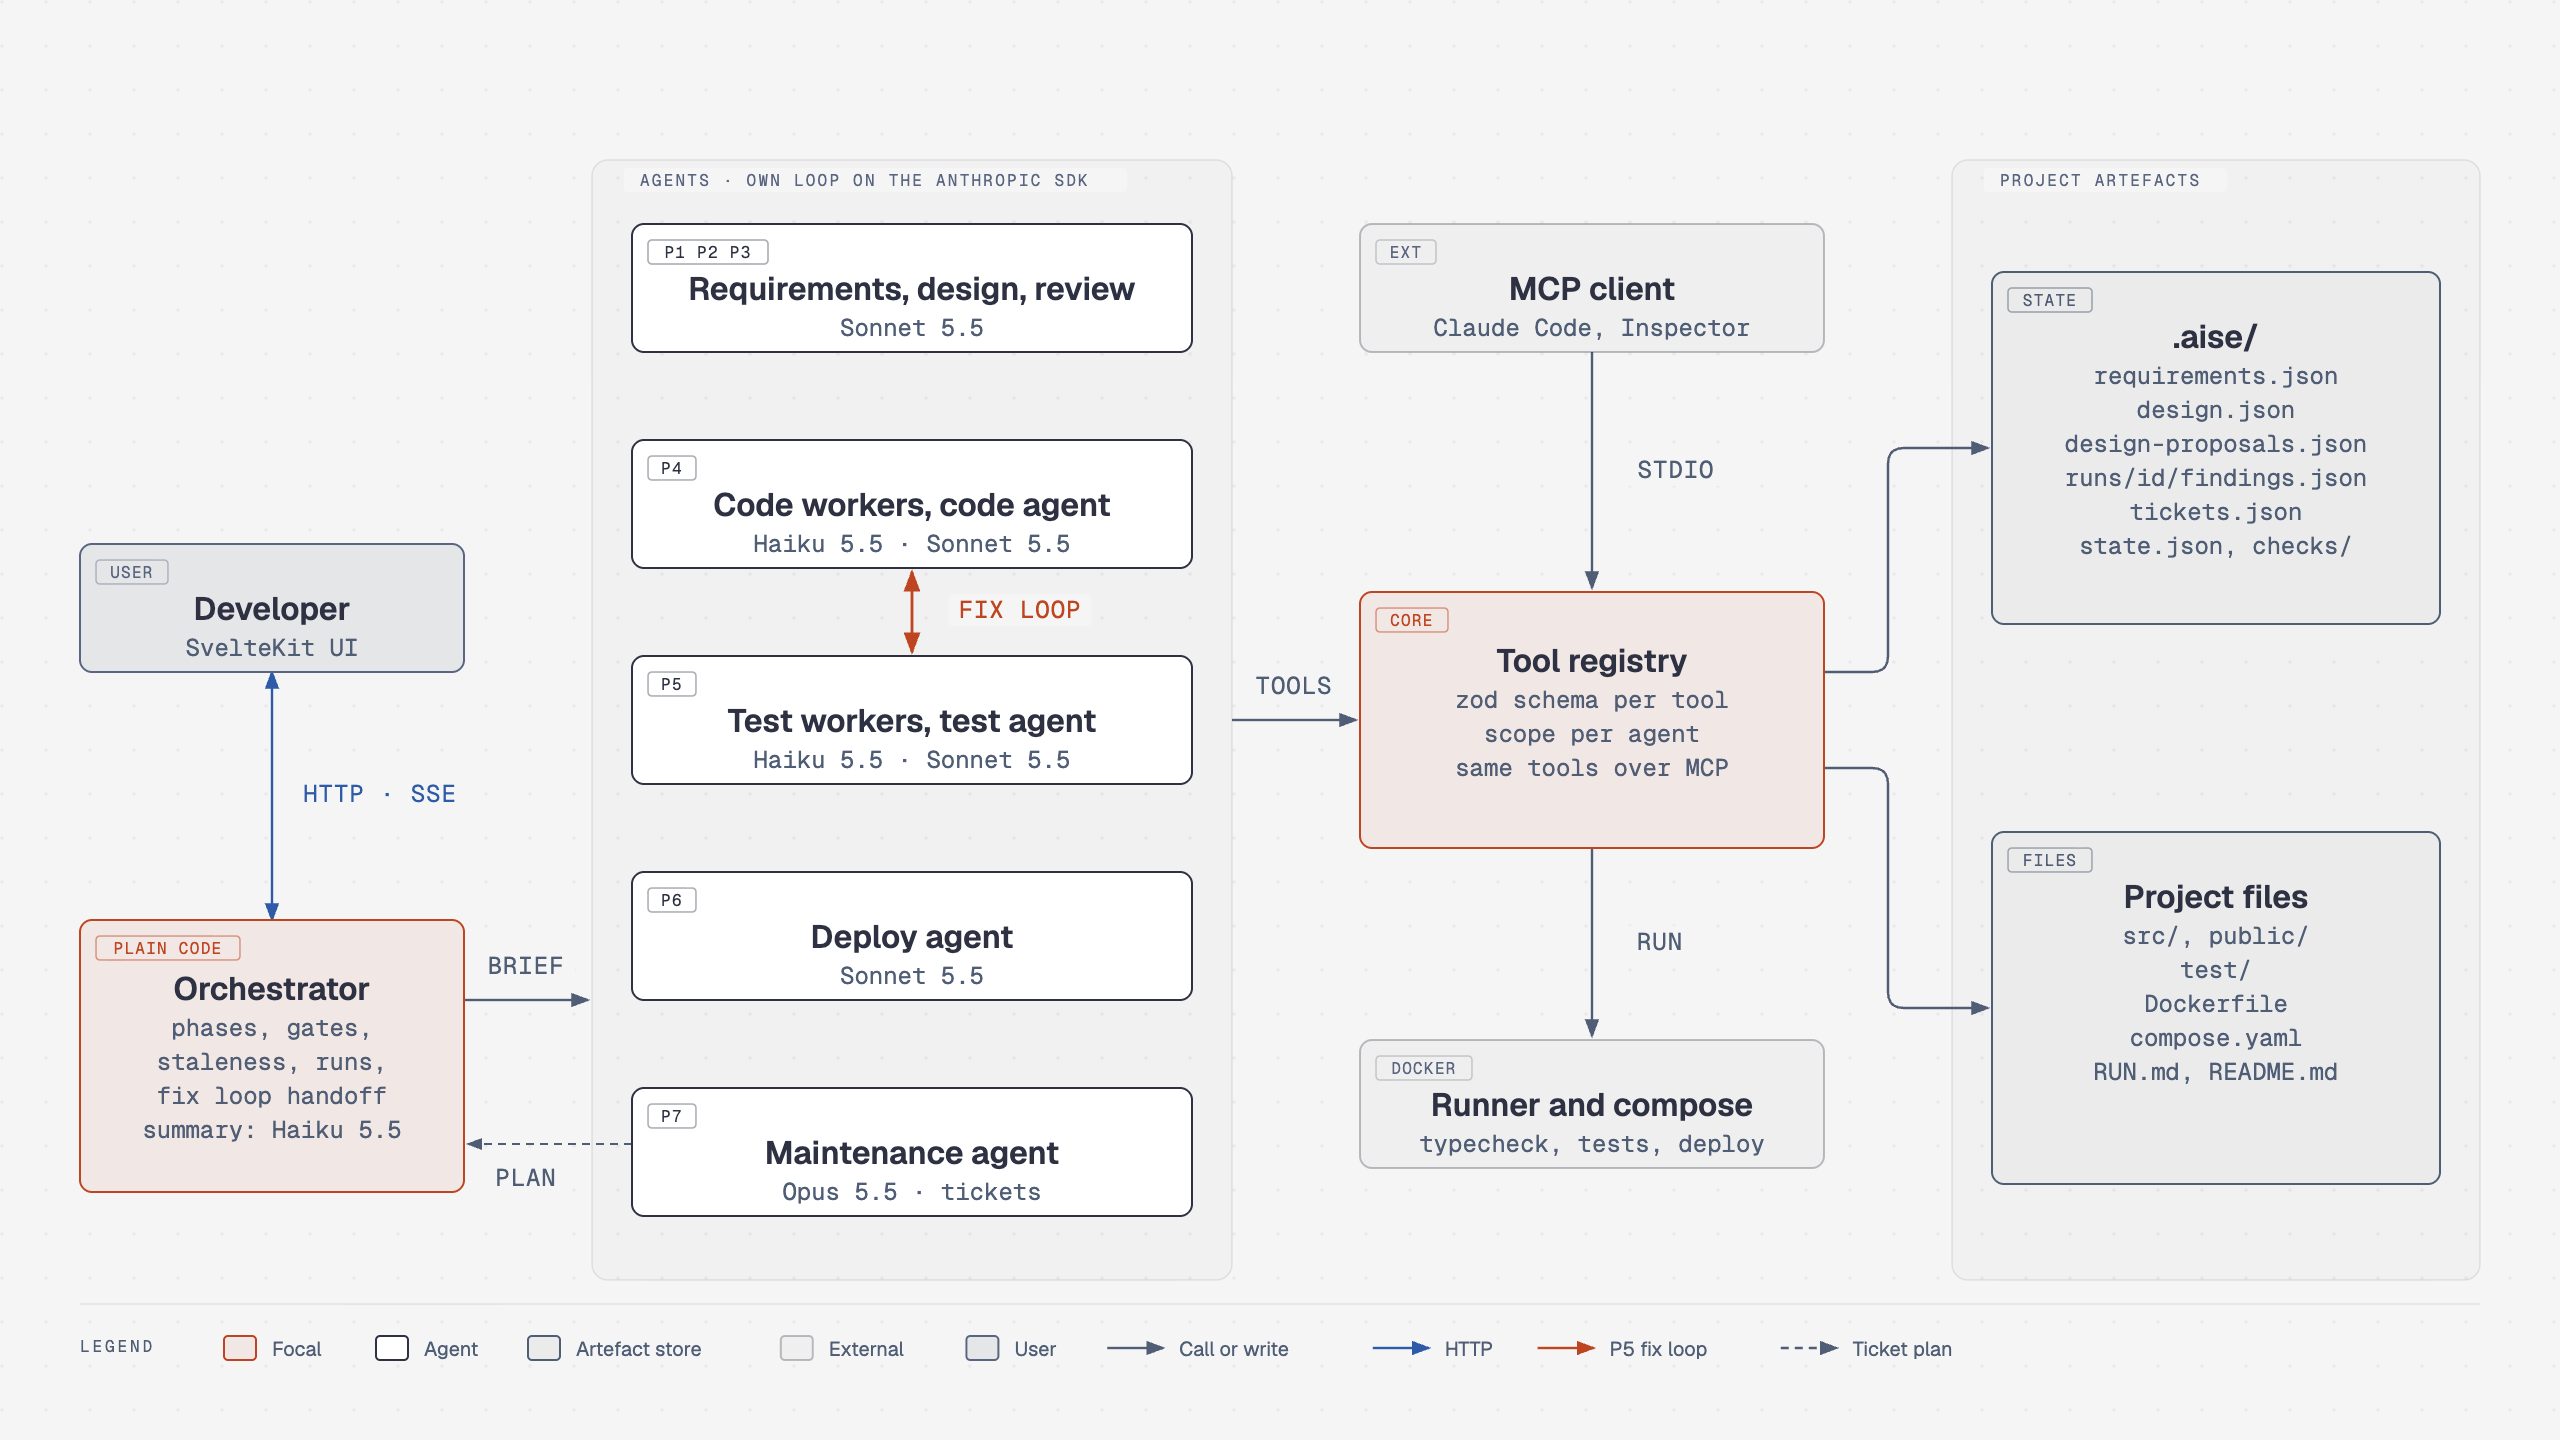 AGENTS · OWN LOOP ON THE ANTHROPIC SDK
P1 P2 P3
Requirements, design, review
Sonnet 5.5
P4
Code workers, code agent
Haiku 5.5 · Sonnet 5.5
FIX LOOP
P5
Test workers, test agent
Haiku 5.5 · Sonnet 5.5
P6
Deploy agent
Sonnet 5.5
P7
Maintenance agent
Opus 5.5 · tickets
USER
Developer
SvelteKit UI
HTTP · SSE
PLAIN CODE
Orchestrator
phases, gates,
staleness, runs,
fix loop handoff
summary: Haiku 5.5
BRIEF
PLAN
TOOLS
EXT
MCP client
Claude Code, Inspector
STDIO
CORE
Tool registry
zod schema per tool
scope per agent
same tools over MCP
RUN
DOCKER
Runner and compose
typecheck, tests, deploy
PROJECT ARTEFACTS
STATE
.aise/
requirements.json
design.json
design-proposals.json
runs/id/findings.json
tickets.json
state.json, checks/
FILES
Project files
src/, public/
test/
Dockerfile
compose.yaml
RUN.md, README.md
LEGEND
Focal
Agent
Artefact store
External
User
Call or write
HTTP
P5 fix loop
Ticket plan